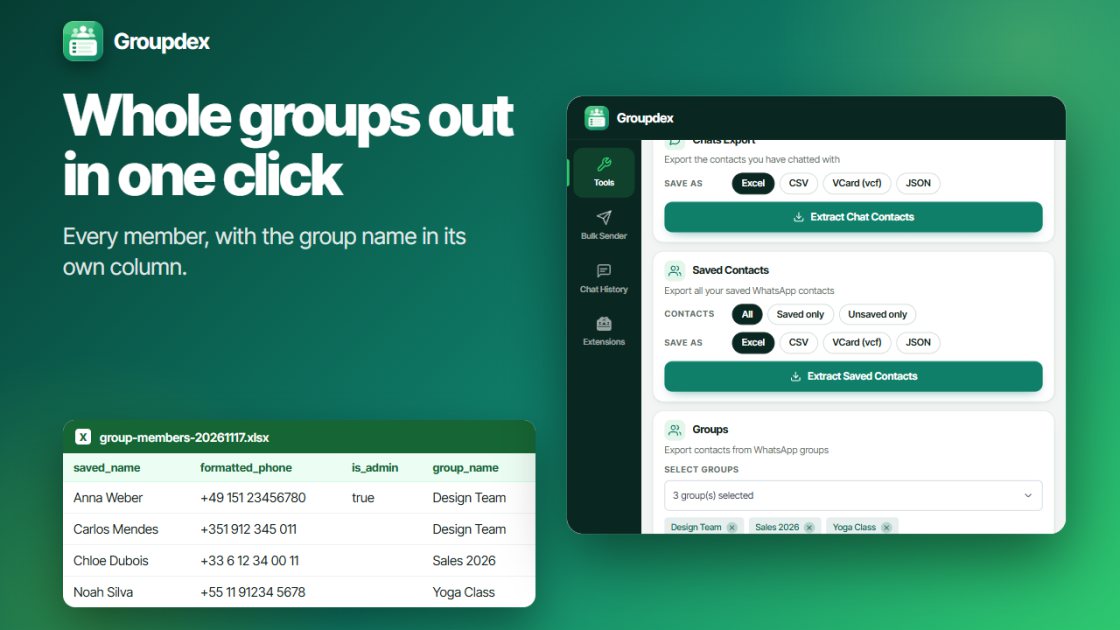 Groupdex
Whole groups out
in one click
Every member, with the group name in its
own column.
X group-members-20261117.xlsx
saved_name formatted_phone is_admin group_name
Anna Weber +49 151 23456780 true Design Team
Carlos Mendes +351 912 345 011 Design Team
Chloe Dubois +33 6 12 34 00 11 Sales 2026
Noah Silva +55 11 91234 5678 Yoga Class
Groupdex
Tools
Bulk Sender
Chat History
Extensions
Chats Export
Export the contacts you have chatted with
SAVE AS Excel CSV VCard (vcf) JSON
Extract Chat Contacts
Saved Contacts
Export all your saved WhatsApp contacts
CONTACTS All Saved only Unsaved only
SAVE AS Excel CSV VCard (vcf) JSON
Extract Saved Contacts
Groups
Export contacts from WhatsApp groups
SELECT GROUPS
3 group(s) selected
Design Team Sales 2026 Yoga Class